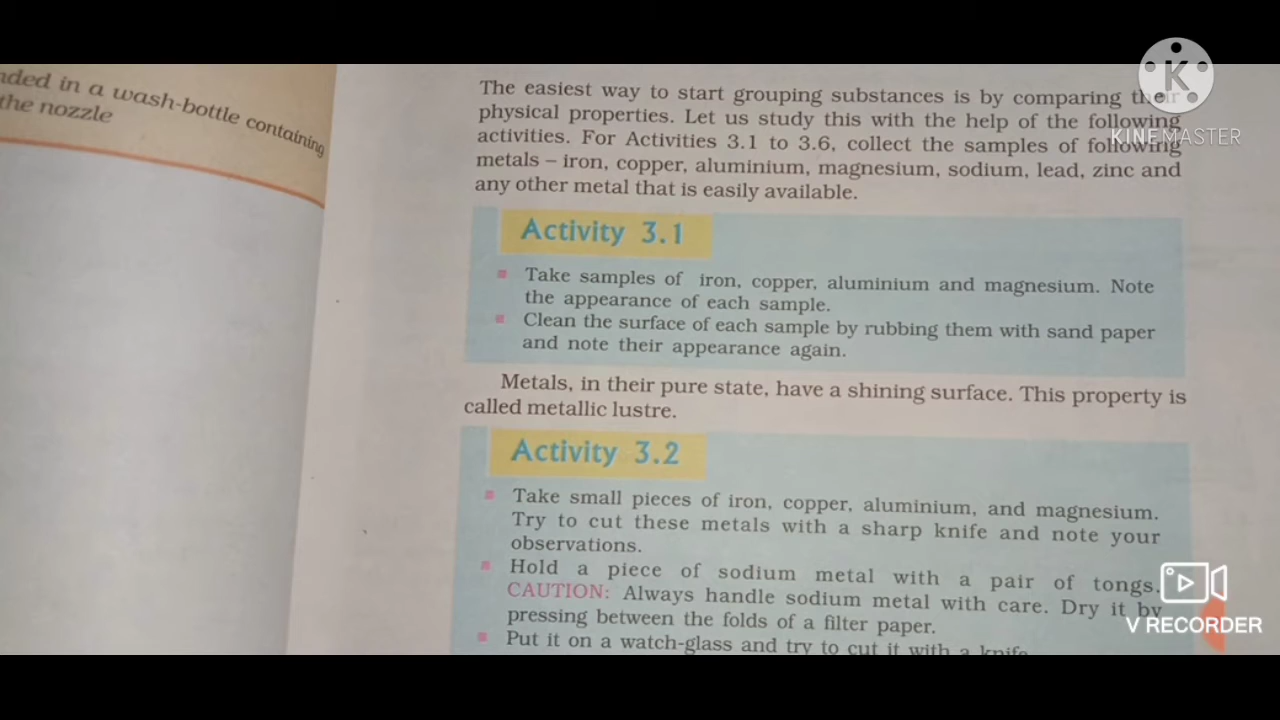 nded in a wash-bottle containing
the nozzle
The easiest way to start grouping substances is by comparing their
physical properties. Let us study this with the help of the following
activities. For Activities 3.1 to 3.6, collect the samples of following
metals – iron, copper, aluminium, magnesium, sodium, lead, zinc and
any other metal that is easily available.
Activity 3.1
Take samples of iron, copper, aluminium and magnesium. Note
the appearance of each sample.
Clean the surface of each sample by rubbing them with sand paper
and note their appearance again.
Metals, in their pure state, have a shining surface. This property is
called metallic lustre.
Activity 3.2
Take small pieces of iron, copper, aluminium, and magnesium.
Try to cut these metals with a sharp knife and note your
observations.
Hold a piece of sodium metal with a pair of tongs.
CAUTION: Always handle sodium metal with care. Dry it by
pressing between the folds of a filter paper.
Put it on a watch-glass and try to cut it with a knife.
K
KINEMASTER
V RECORDER